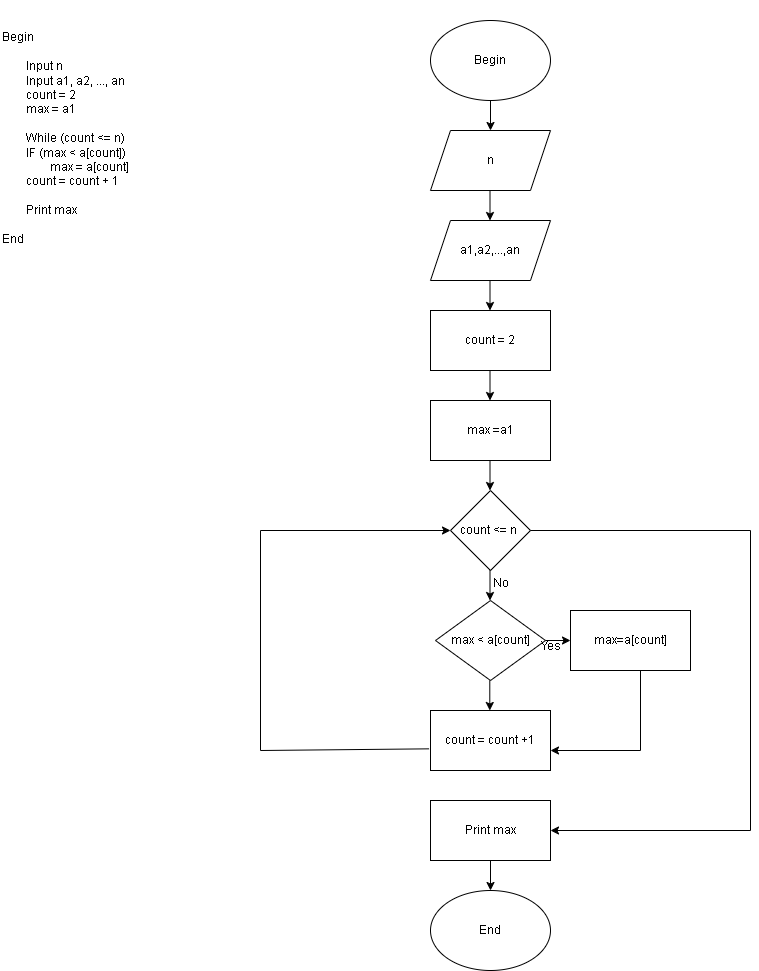 Begin
Input n
Input a1, a2, ..., an
count = 2
max = a1
While (count <= n)
IF (max < a[count])
max = a[count]
count = count + 1
Print max
End
Begin
n
a1,a2,...,an
count = 2
max =a1
count <= n
No
max < a[count]
Yes
max=a[count]
count = count +1
Print max
End